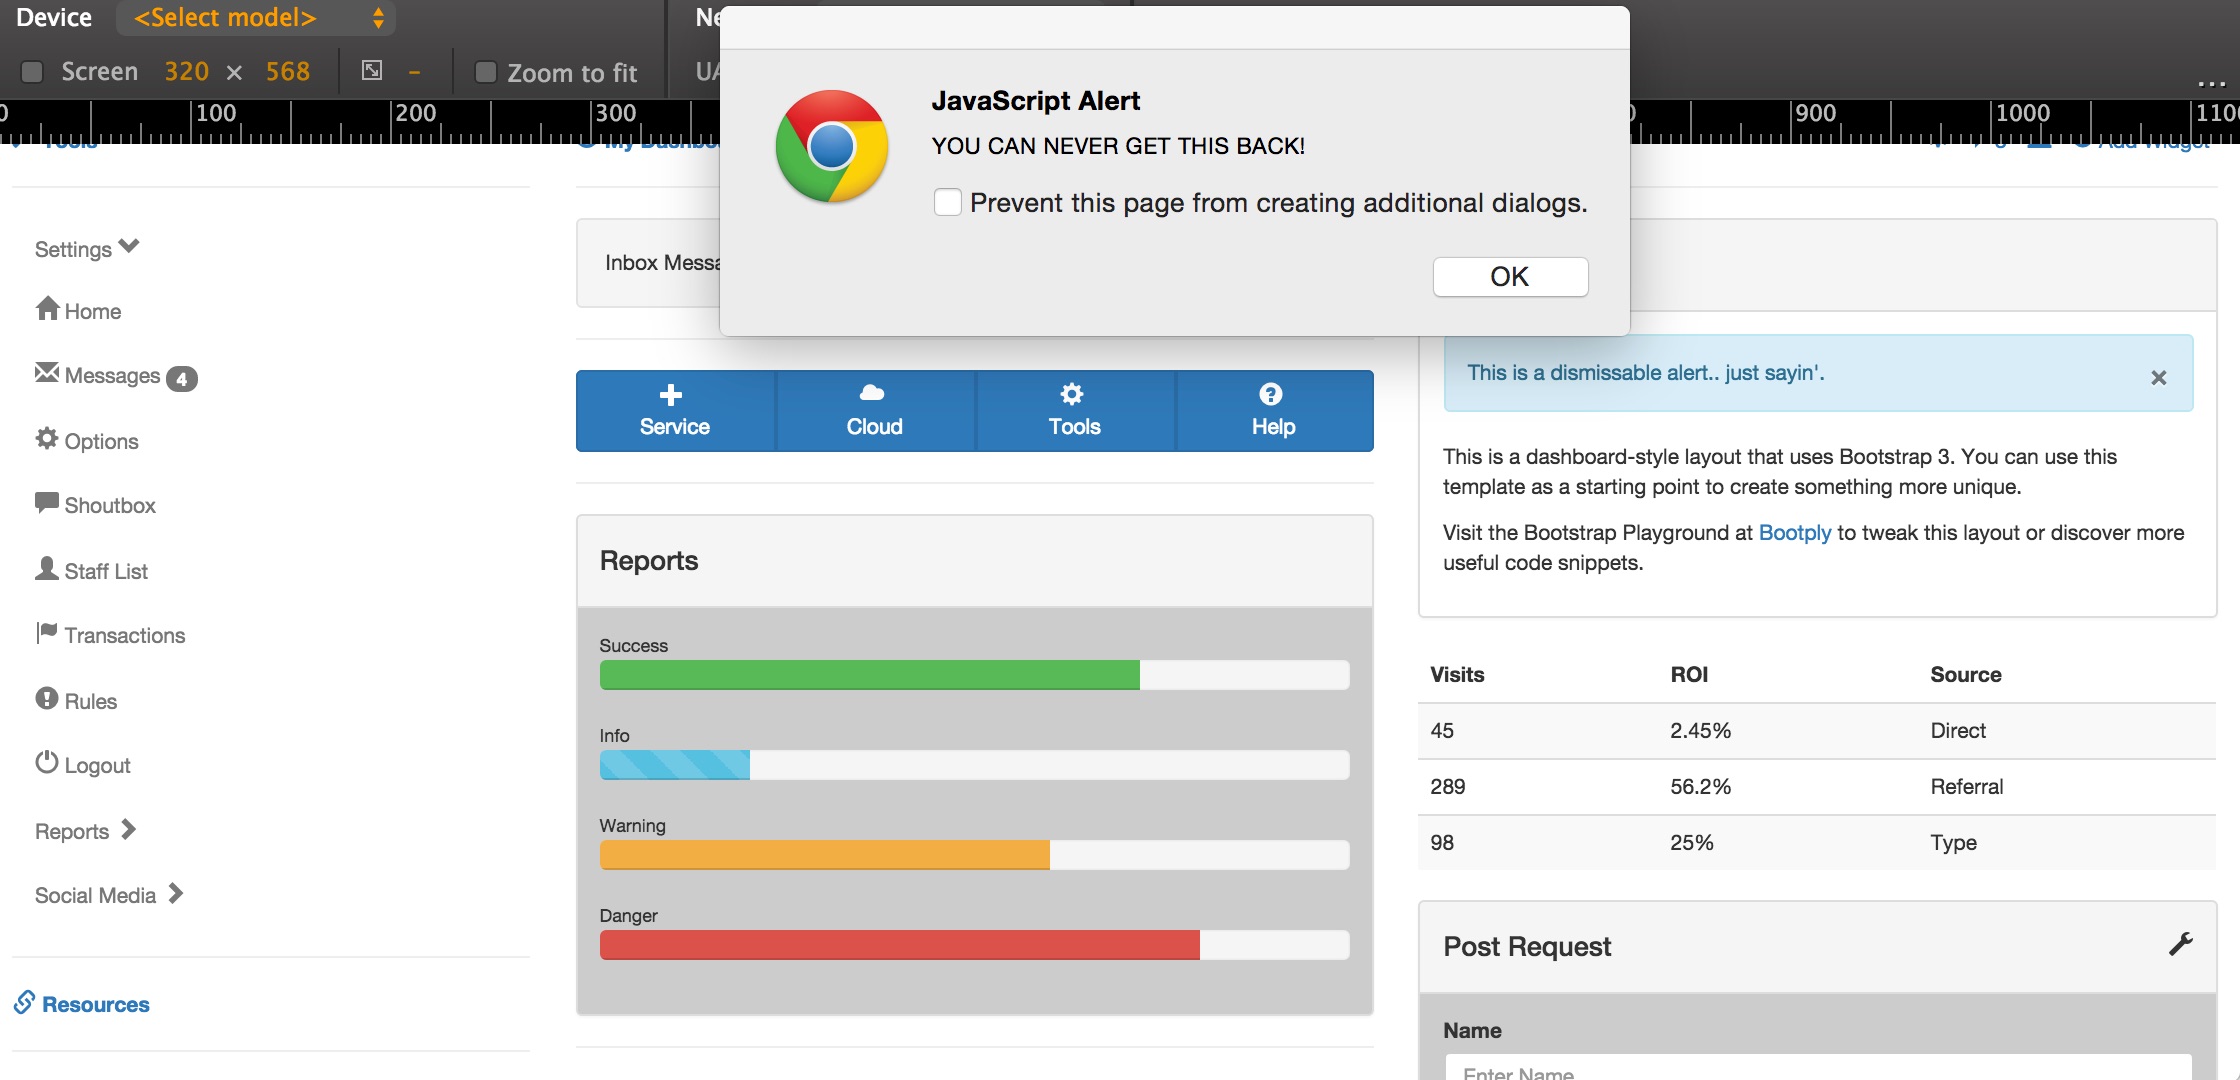 Device <Select model>
Ne
Screen 320 × 568 – Zoom to fit
UA
...
0 100 200 300 900 1000 110
JavaScript Alert
YOU CAN NEVER GET THIS BACK!
Prevent this page from creating additional dialogs.
OK
Tools
Settings
Home
Messages 4
Options
Shoutbox
Staff List
Transactions
Rules
Logout
Reports
Social Media
Resources
My Dashbo
Inbox Messa
Service Cloud Tools Help
Reports
Success
Info
Warning
Danger
Add Widget
This is a dismissable alert.. just sayin'. ×
This is a dashboard-style layout that uses Bootstrap 3. You can use this
template as a starting point to create something more unique.
Visit the Bootstrap Playground at Bootply to tweak this layout or discover more
useful code snippets.
Visits ROI Source
45 2.45% Direct
289 56.2% Referral
98 25% Type
Post Request
Name
Enter Name